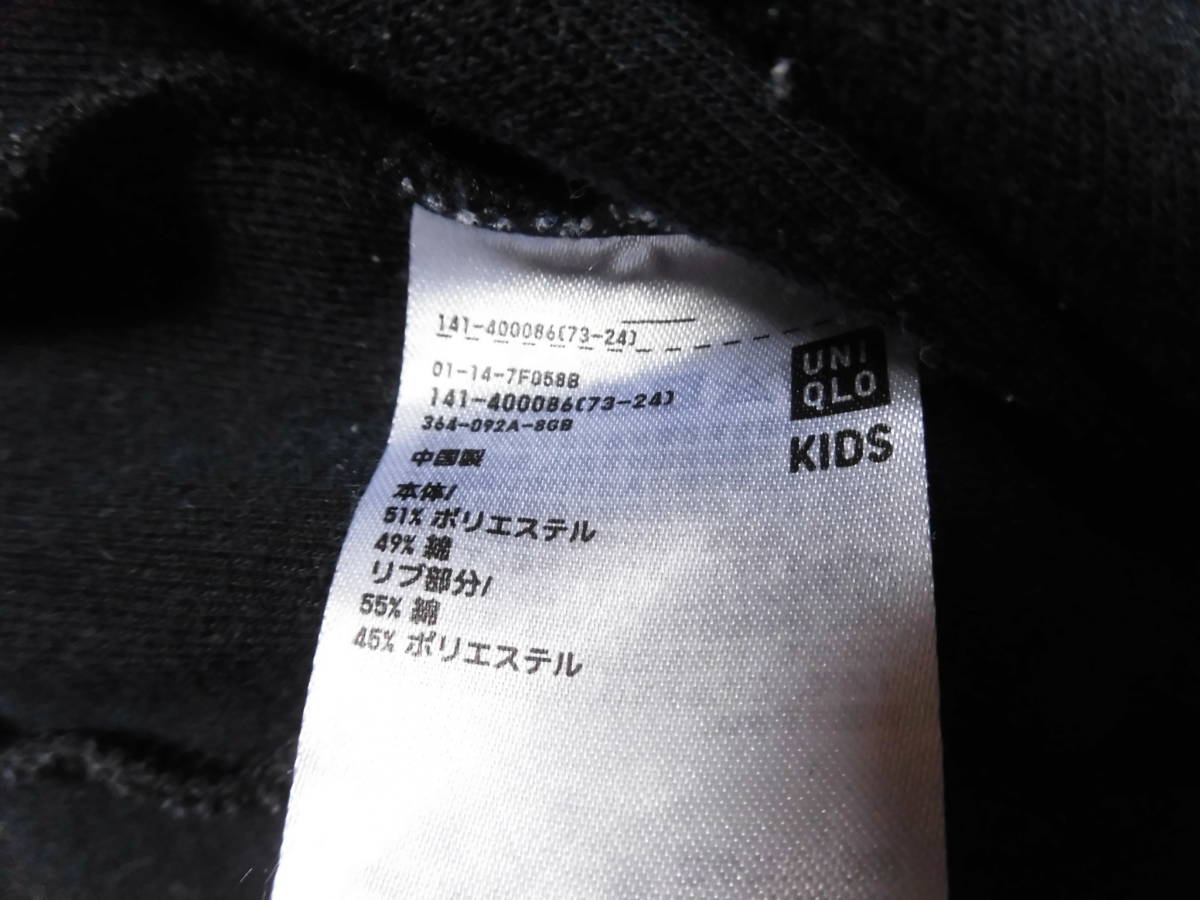 141-400086(73-24)
01-14-7F058B
141-400086(73-24)
364-092A-8GB
中国製
本体/
51% ポリエステル
49% 綿
リブ部分/
55% 綿
45% ポリエステル
UNI
QLO
KIDS